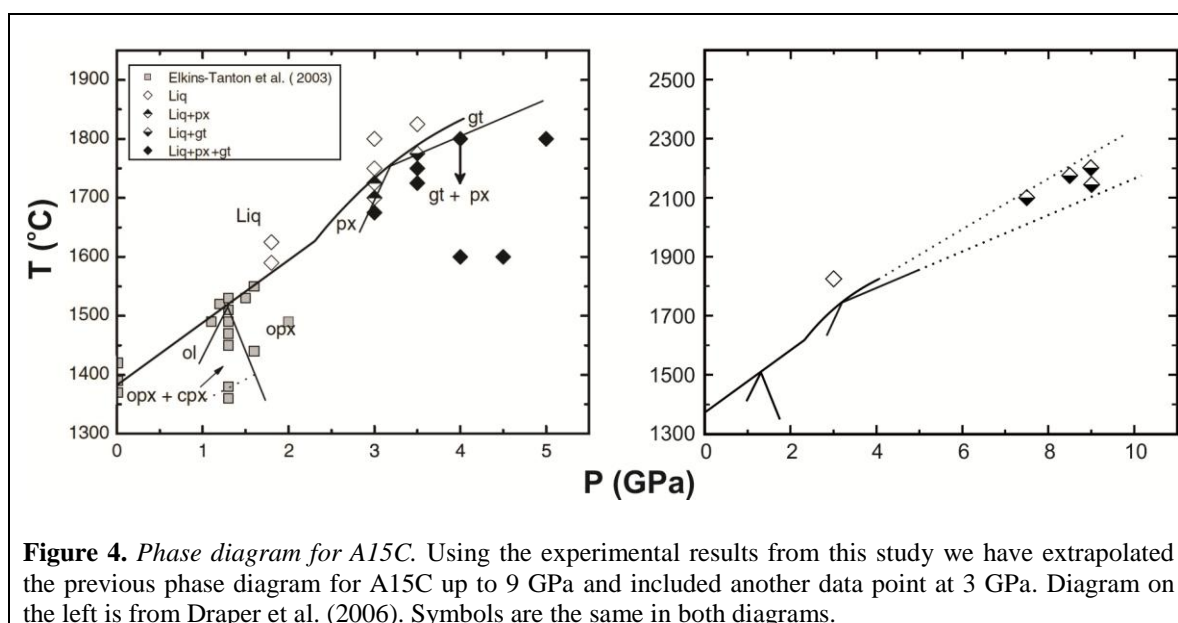 1900
1800
1700
1600
1500
1400
1300
T (°C)
Elkins-Tanton et al. (2003)
Liq
Liq+px
Liq+gt
Liq+px+gt
Liq
gt
px
gt + px
ol
opx
opx + cpx
0
1
2
3
4
5
2500
2300
2100
1900
1700
1500
1300
0
2
4
6
8
10
P (GPa)
Figure 4. Phase diagram for A15C. Using the experimental results from this study we have extrapolated
the previous phase diagram for A15C up to 9 GPa and included another data point at 3 GPa. Diagram on
the left is from Draper et al. (2006). Symbols are the same in both diagrams.